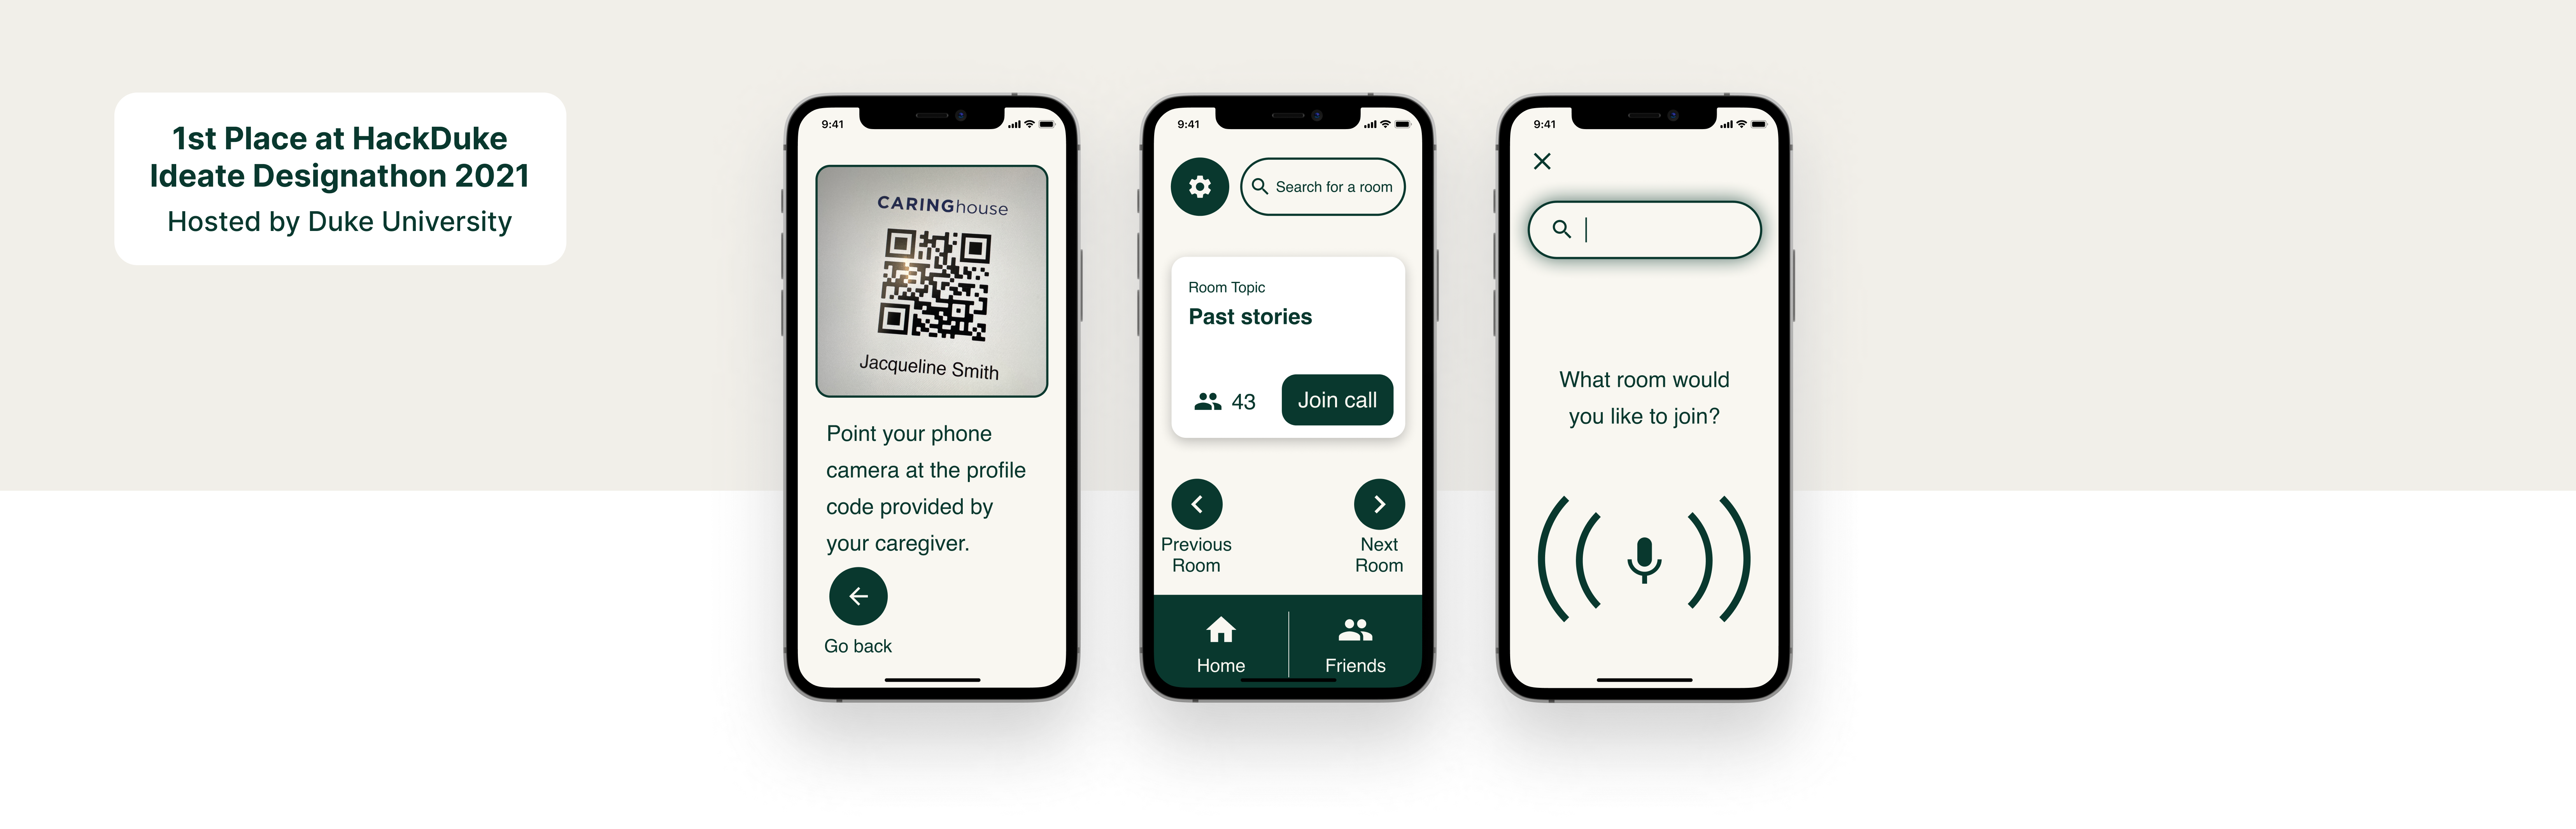 1st Place at HackDuke
Ideate Designathon 2021
Hosted by Duke University
9:41
CARINGhouse
Jacqueline Smith
Point your phone
camera at the profile
code provided by
your caregiver.
Go back
9:41
Search for a room
Room Topic
Past stories
43
Join call
Previous
Room
Next
Room
Home
Friends
9:41
What room would
you like to join?